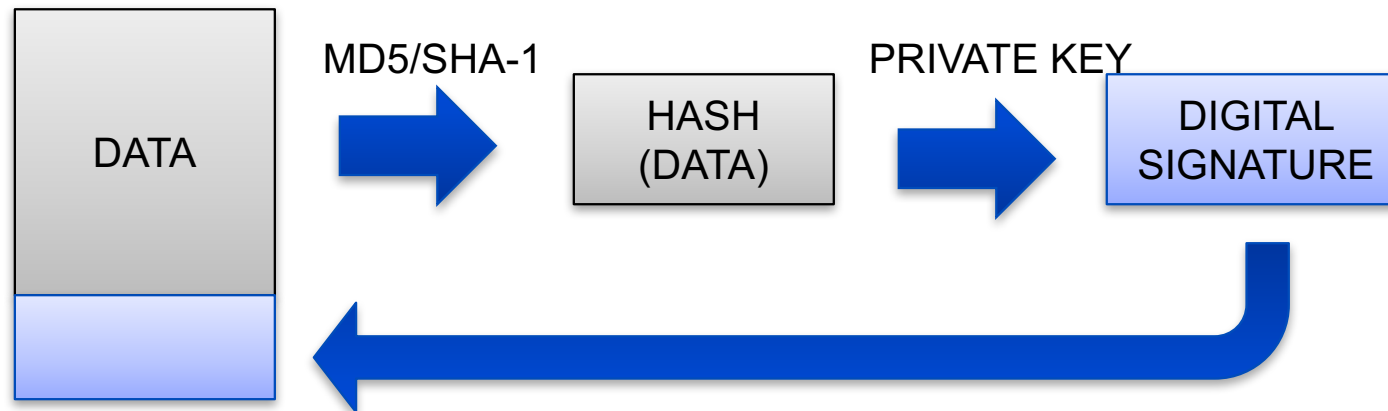 MD5/SHA-1
PRIVATE KEY
DATA
HASH
(DATA)
DIGITAL
SIGNATURE